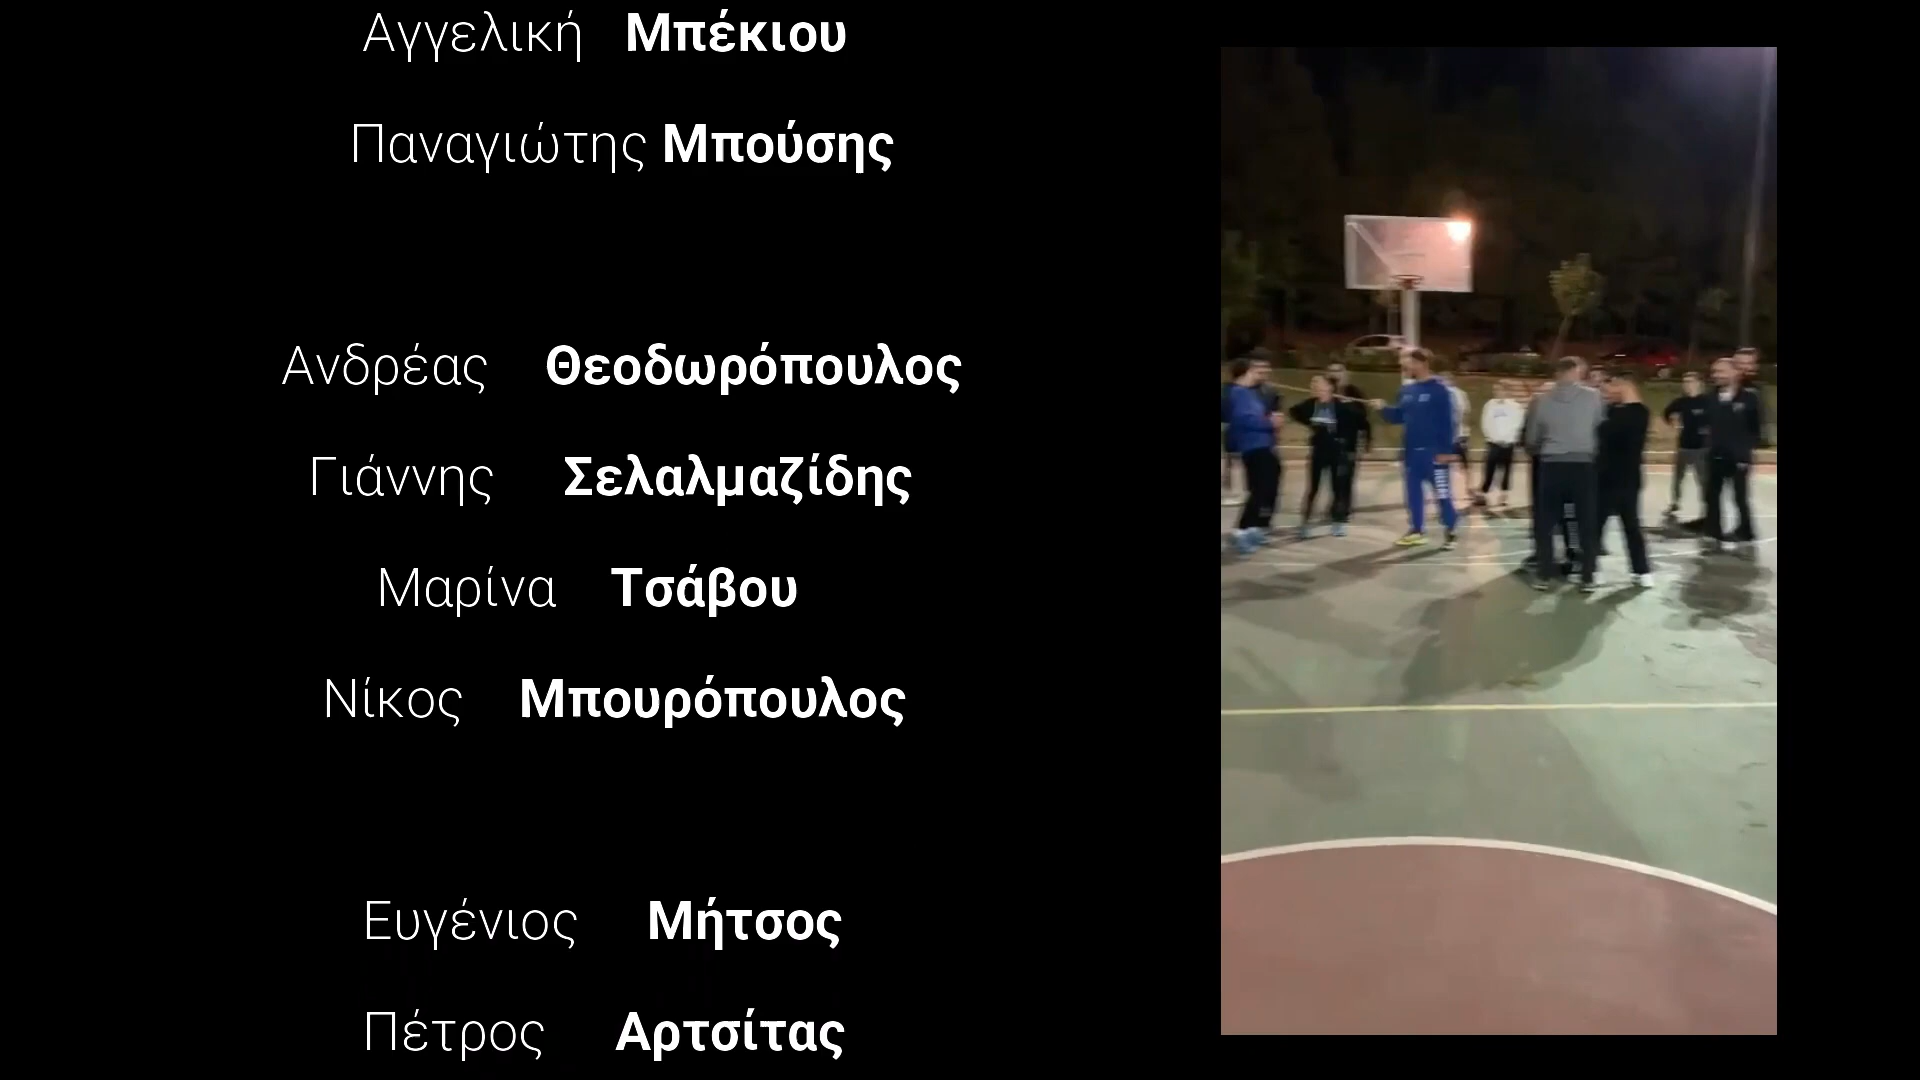 Αγγελική Μπέκιου
Παναγιώτης Μπούσης
Ανδρέας Θεοδωρόπουλος
Γιάννης Σελαλμαζίδης
Μαρίνα Τσάβου
Νίκος Μπουρόπουλος
Ευγένιος Μήτσος
Πέτρος Αρτσίτας